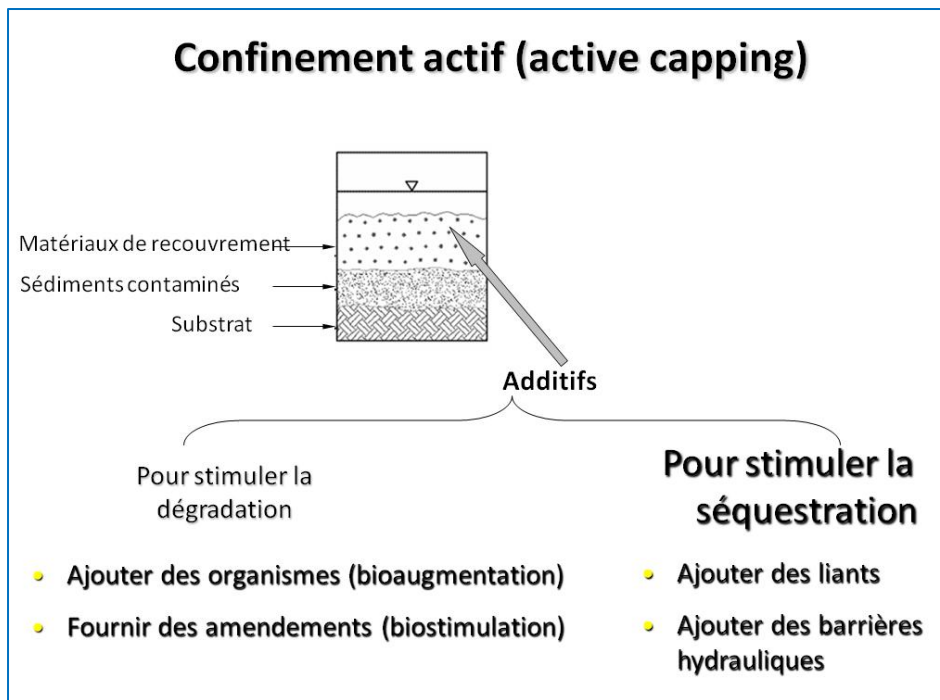 Confinement actif (active capping)
Matériaux de recouvrement
Sédiments contaminés
Substrat
Additifs
Pour stimuler la
dégradation
• Ajouter des organismes (bioaugmentation)
• Fournir des amendements (biostimulation)
Pour stimuler la
séquestration
• Ajouter des liants
• Ajouter des barrières
hydrauliques